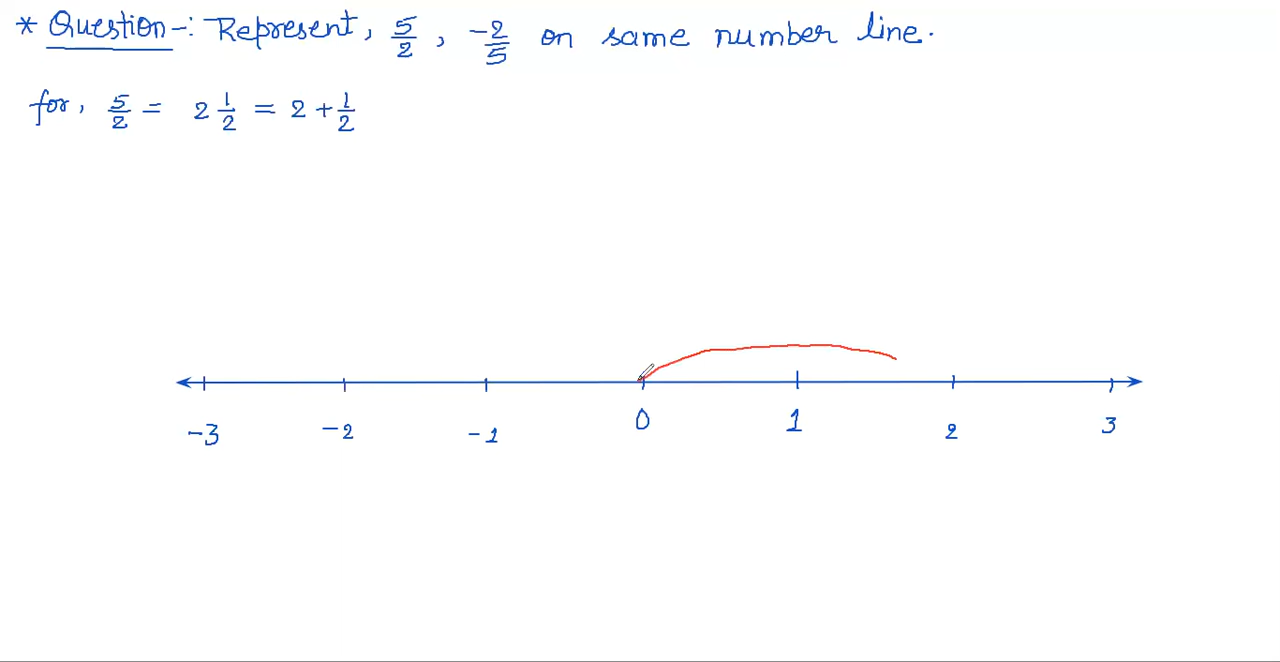 * Question-: Represent, 5/2, -2/5 on same number line.
for, 5/2 = 2 1/2 = 2 + 1/2
-3 -2 -1 0 1 2 3